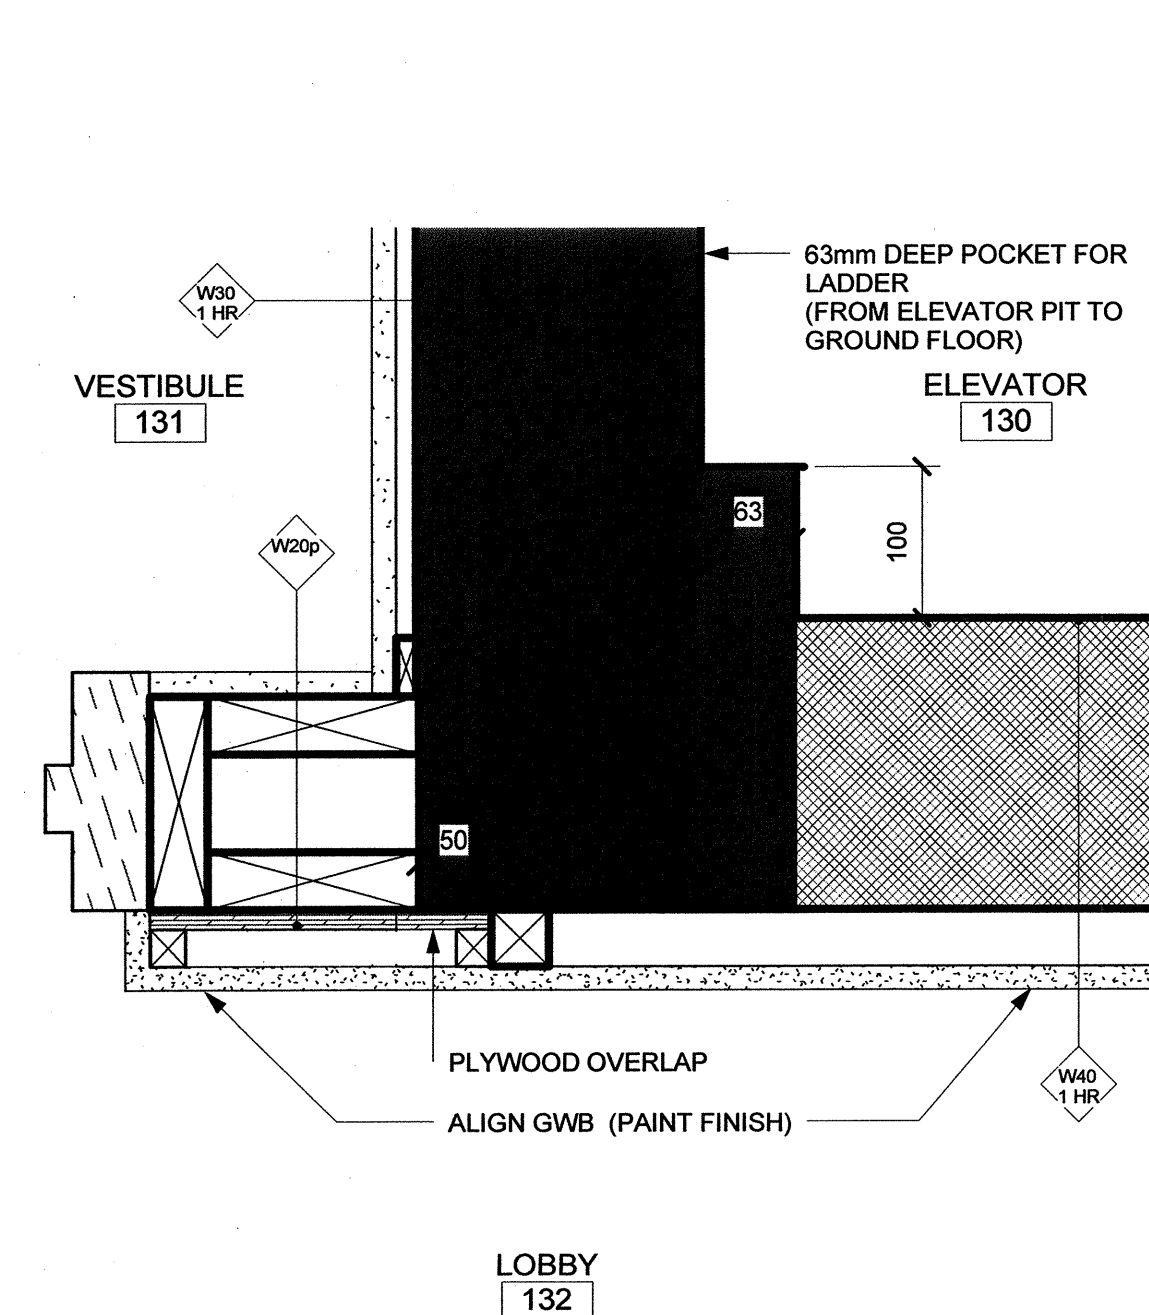 63mm DEEP POCKET FOR
LADDER
(FROM ELEVATOR PIT TO
GROUND FLOOR)
W30
1 HR
VESTIBULE
131
ELEVATOR
130
63
100
W20p
50
PLYWOOD OVERLAP
W40
1 HR
ALIGN GWB (PAINT FINISH)
LOBBY
132